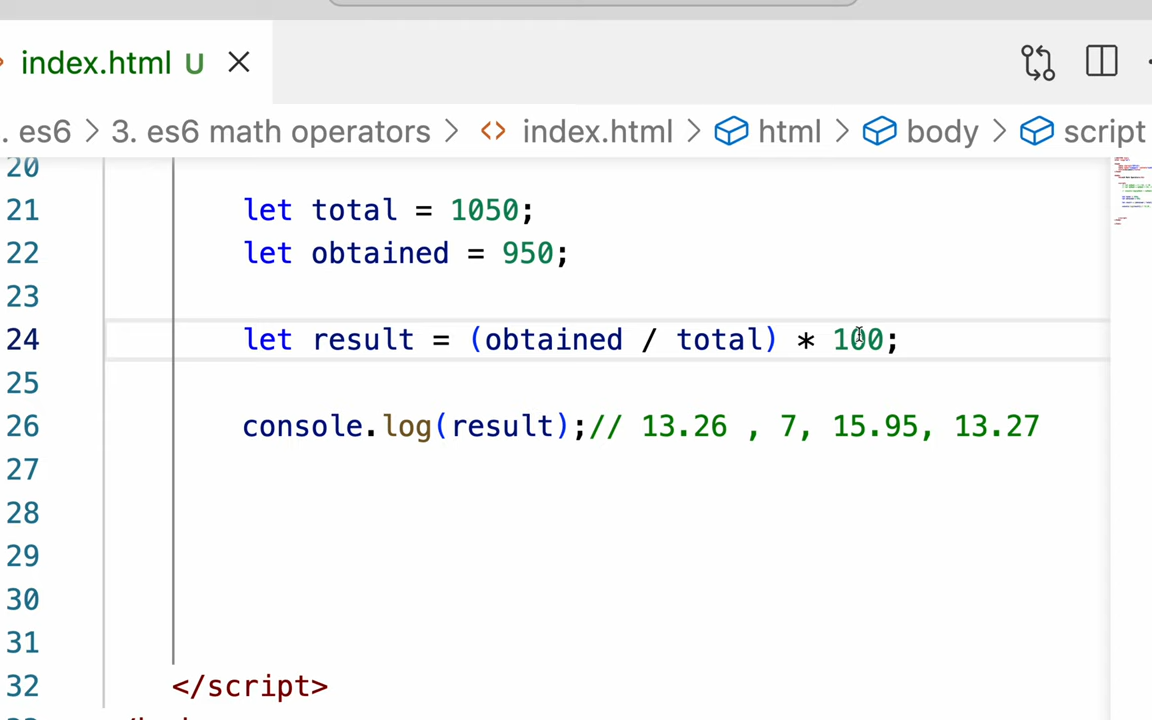 index.html U
. es6 > 3. es6 math operators > <> index.html > html > body > script
20
21 let total = 1050;
22 let obtained = 950;
23
24 let result = (obtained / total) * 100;
25
26 console.log(result);// 13.26 , 7, 15.95, 13.27
27
28
29
30
31
32 </script>